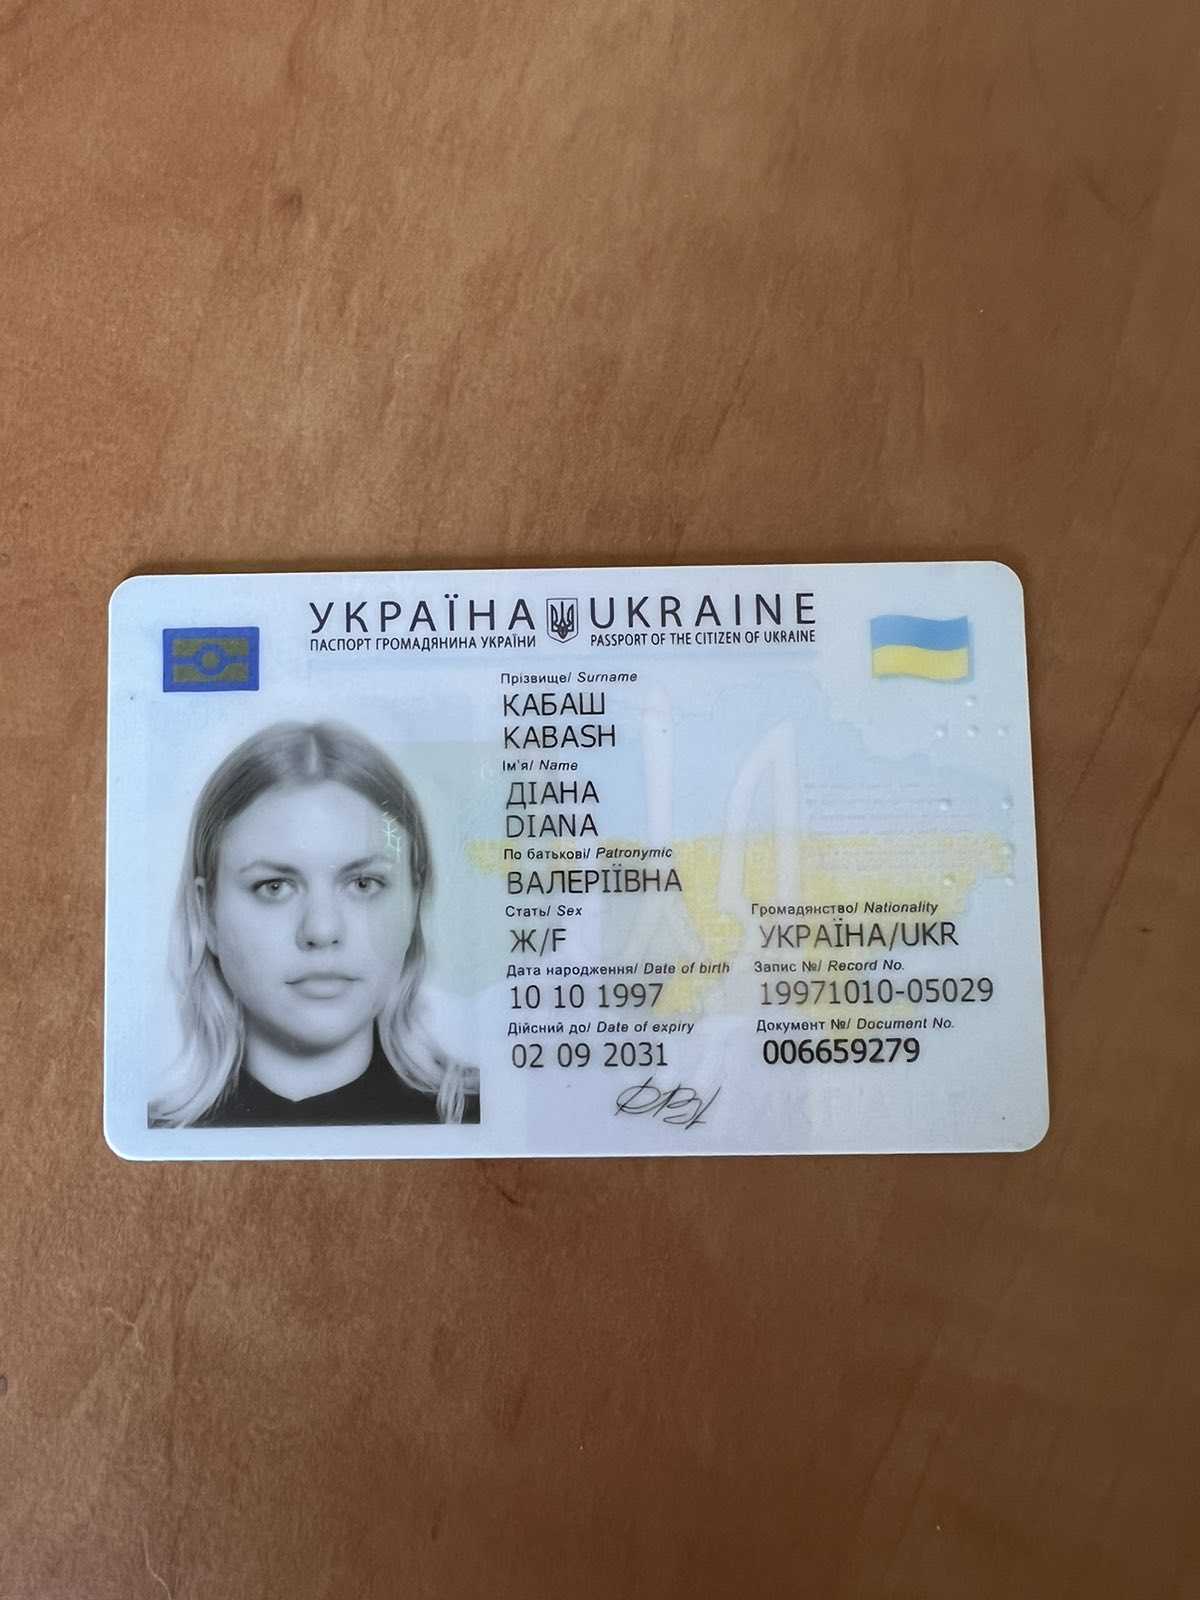 УКРАЇНА UKRAINE
ПАСПОРТ ГРОМАДЯНИНА УКРАЇНИ PASSPORT OF THE CITIZEN OF UKRAINE
Прізвище/ Surname
КАБАШ
KABASH
Ім'я/ Name
ДІАНА
DIANA
По батькові/ Patronymic
ВАЛЕРІЇВНА
Стать/ Sex Громадянство/ Nationality
Ж/F УКРАЇНА/UKR
Дата народження/ Date of birth Запис №/ Record No.
10 10 1997 19971010-05029
Дійсний до/ Date of expiry Документ №/ Document No.
02 09 2031 006659279